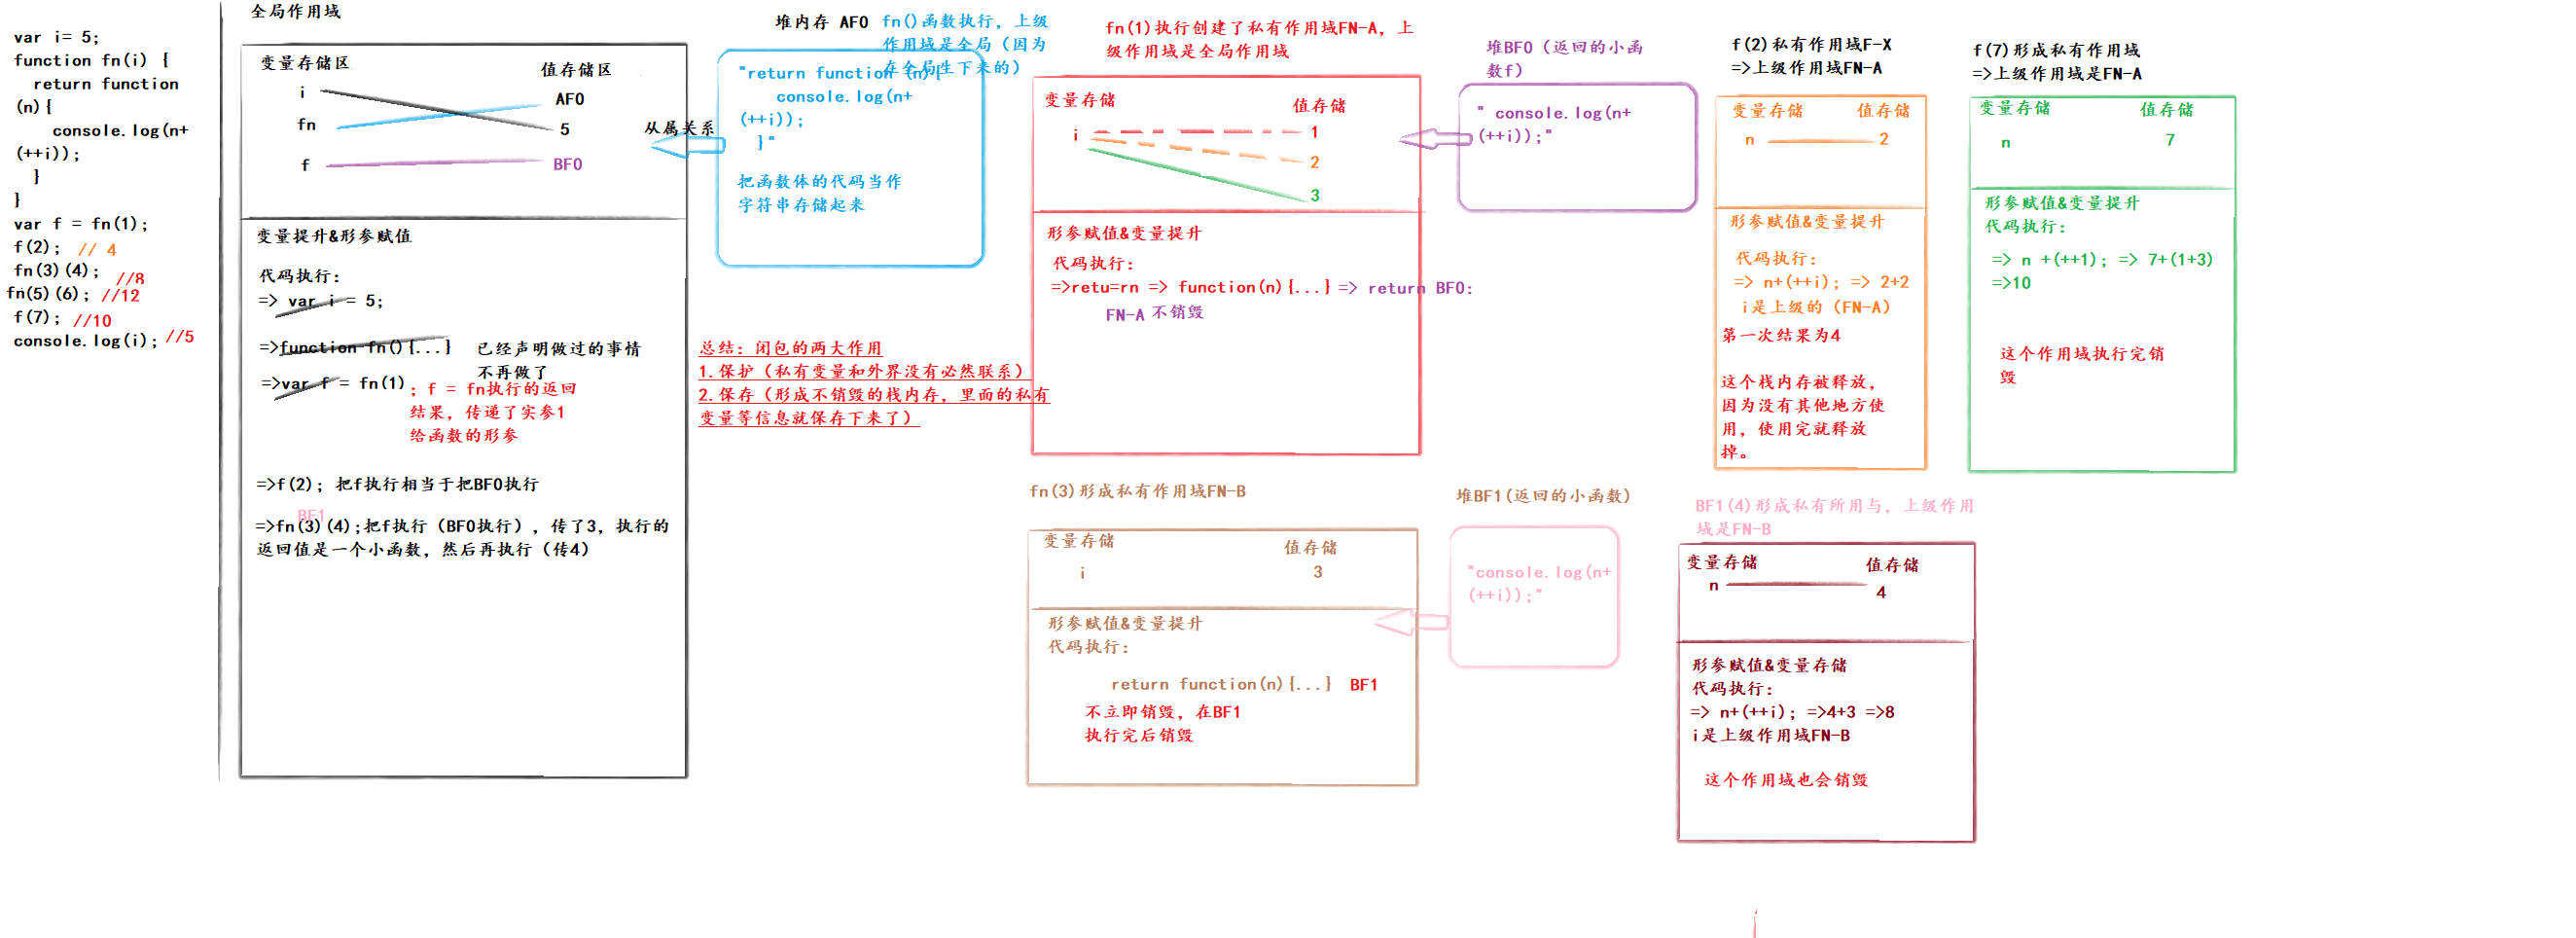 var i= 5;
function fn(i) {
return function
(n){
console.log(n+
(++i));
}
}
var f = fn(1);
f(2); // 4
fn(3)(4); //8
fn(5)(6); //12
f(7); //10
console.log(i); //5
全局作用域
变量存储区
值存储区
i
AF0
fn
5
f
BF0
变量提升&形参赋值
代码执行:
=> var i = 5;
=>function fn(){...}
已经声明做过的事情
不再做了
=>var f = fn(1)
; f = fn执行的返回
结果, 传递了实参1
给函数的形参
=>f(2); 把f执行相当于把BF0执行
BF1
=>fn(3)(4);把f执行（BF0执行）, 传了3, 执行的
返回值是一个小函数, 然后再执行（传4）
从属关系
堆内存 AF0
fn()函数执行, 上级
作用域是全局（因为
在全局生下来的）
"return function (n){
console.log(n+
(++i));
}"
把函数体的代码当作
字符串存储起来
总结: 闭包的两大作用
1.保护（私有变量和外界没有必然联系）
2.保存（形成不销毁的栈内存, 里面的私有
变量等信息就保存下来了）
fn(1)执行创建了私有作用域FN-A, 上
级作用域是全局作用域
变量存储
值存储
i
1
2
3
形参赋值&变量提升
代码执行:
=>retu=rn => function(n){...} => return BF0:
FN-A 不销毁
堆BF0（返回的小函
数f）
" console.log(n+
(++i));"
f(2)私有作用域F-X
=>上级作用域FN-A
变量存储
值存储
n
2
形参赋值&变量提升
代码执行:
=> n+(++i); => 2+2
i是上级的（FN-A）
第一次结果为4
这个栈内存被释放,
因为没有其他地方使
用, 使用完就释放
掉。
f(7)形成私有作用域
=>上级作用域是FN-A
变量存储
值存储
n
7
形参赋值&变量提升
代码执行:
=> n +(++1); => 7+(1+3)
=>10
这个作用域执行完销
毁
fn(3)形成私有作用域FN-B
变量存储
值存储
i
3
形参赋值&变量提升
代码执行:
return function(n){...} BF1
不立即销毁, 在BF1
执行完后销毁
堆BF1(返回的小函数)
"console.log(n+
(++i));"
BF1(4)形成私有所用与, 上级作用
域是FN-B
变量存储
值存储
n
4
形参赋值&变量存储
代码执行:
=> n+(++i); =>4+3 =>8
i是上级作用域FN-B
这个作用域也会销毁